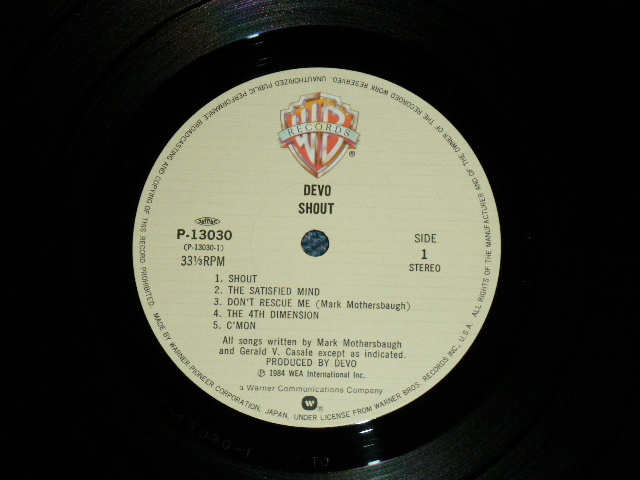 WB
RECORDS
®
DEVO
SHOUT
P-13030
(P-13030-1)
33⅓RPM
SIDE
1
STEREO
1. SHOUT
2. THE SATISFIED MIND
3. DON'T RESCUE ME (Mark Mothersbaugh)
4. THE 4TH DIMENSION
5. C'MON
All songs written by Mark Mothersbaugh
and Gerald V. Casale except as indicated.
PRODUCED BY DEVO
℗ 1984 WEA International Inc.
a Warner Communications Company
MADE BY WARNER-PIONEER CORPORATION, JAPAN, UNDER LICENSE FROM WARNER BROS. RECORDS INC., U.S.A. ALL RIGHTS OF THE MANUFACTURER AND OF THE OWNER OF THE RECORDED WORK RESERVED. UNAUTHORIZED PUBLIC PERFORMANCE BROADCASTING AND COPYING OF THIS RECORD PROHIBITED.